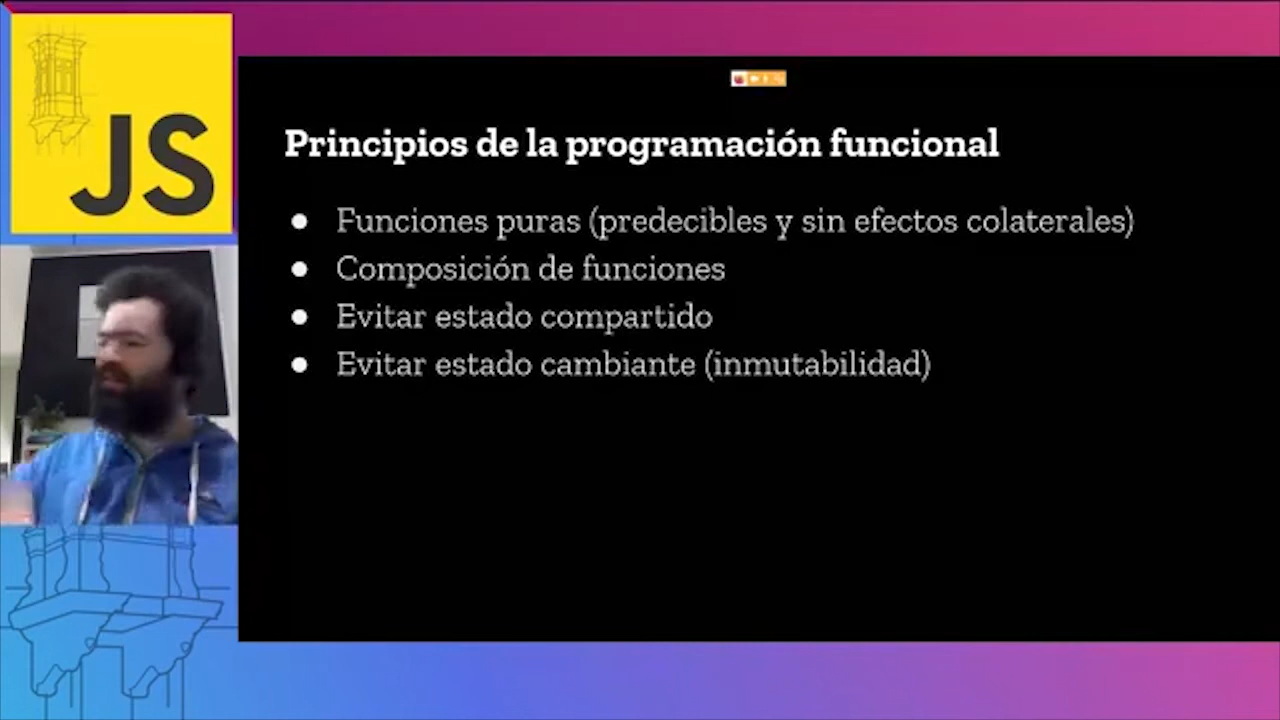 JS
Principios de la programación funcional
Funciones puras (predecibles y sin efectos colaterales)
Composición de funciones
Evitar estado compartido
Evitar estado cambiante (inmutabilidad)